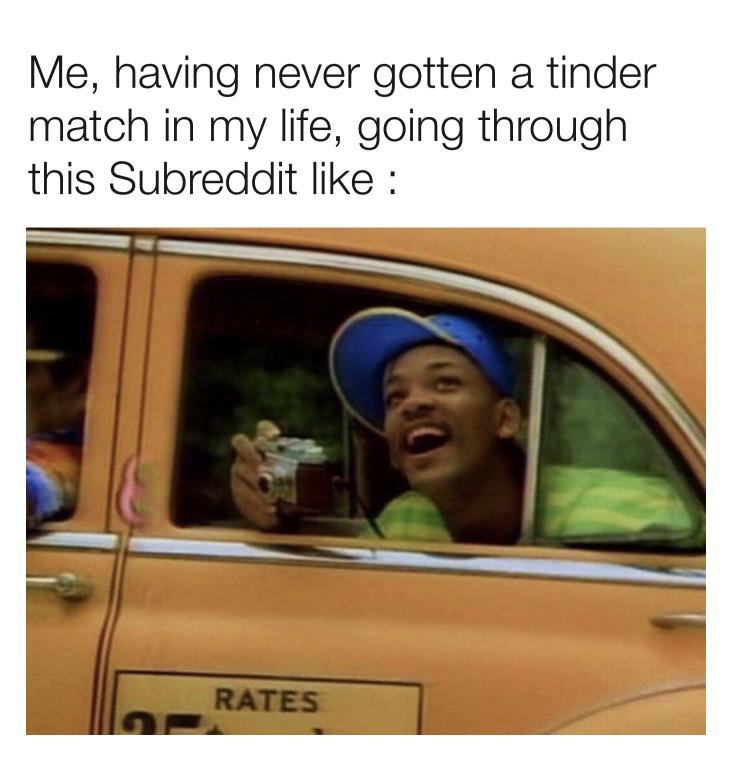 Me, having never gotten a tinder
match in my life, going through
this Subreddit like :
RATES